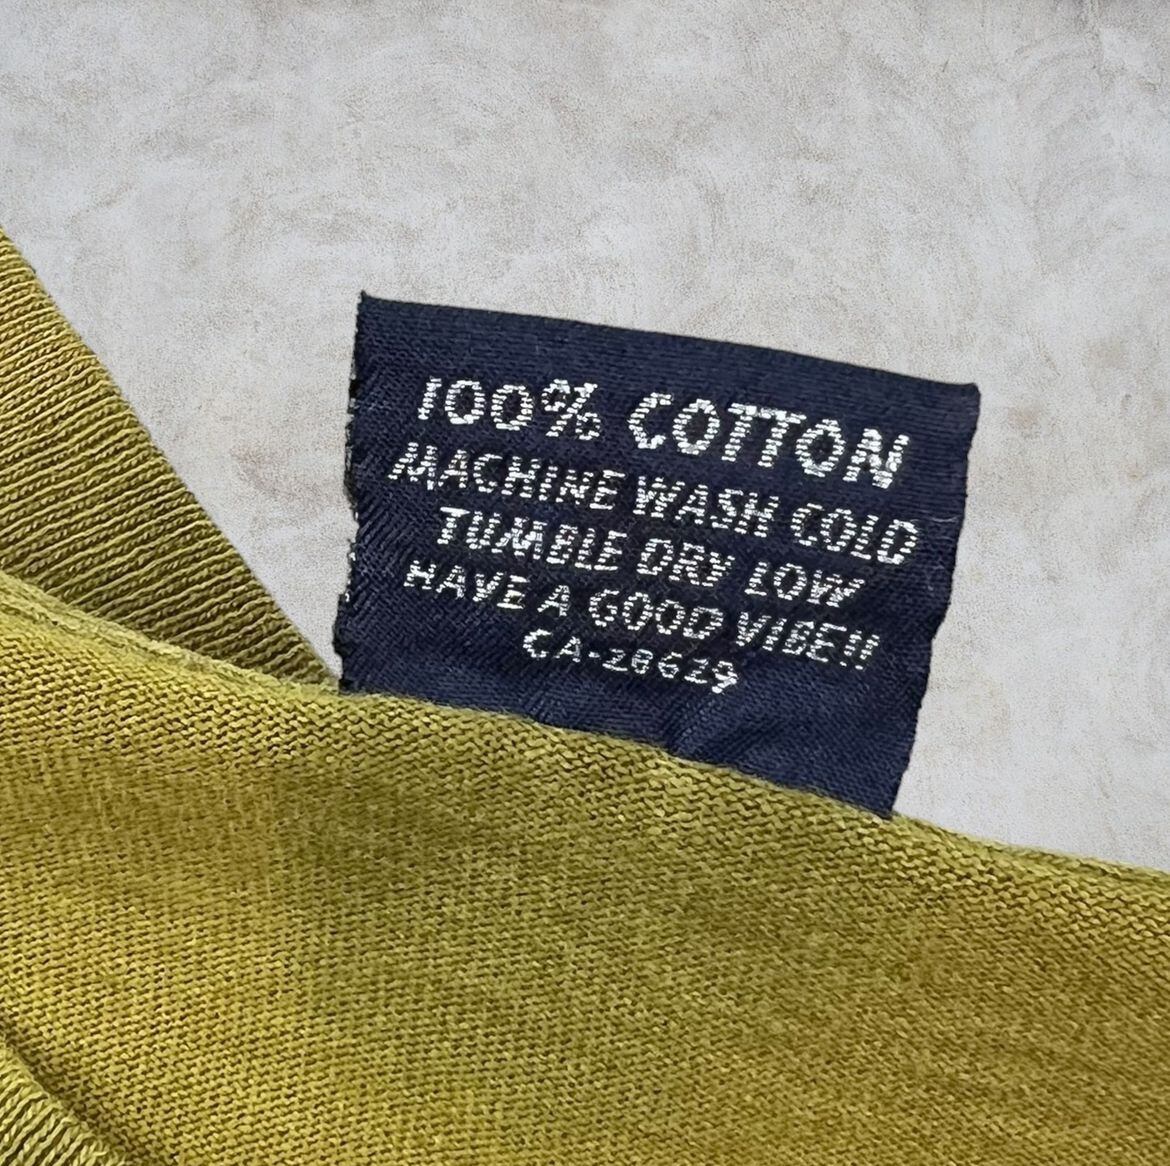 100% COTTON
MACHINE WASH COLD
TUMBLE DRY LOW
HAVE A GOOD VIBE!!
CA-28629